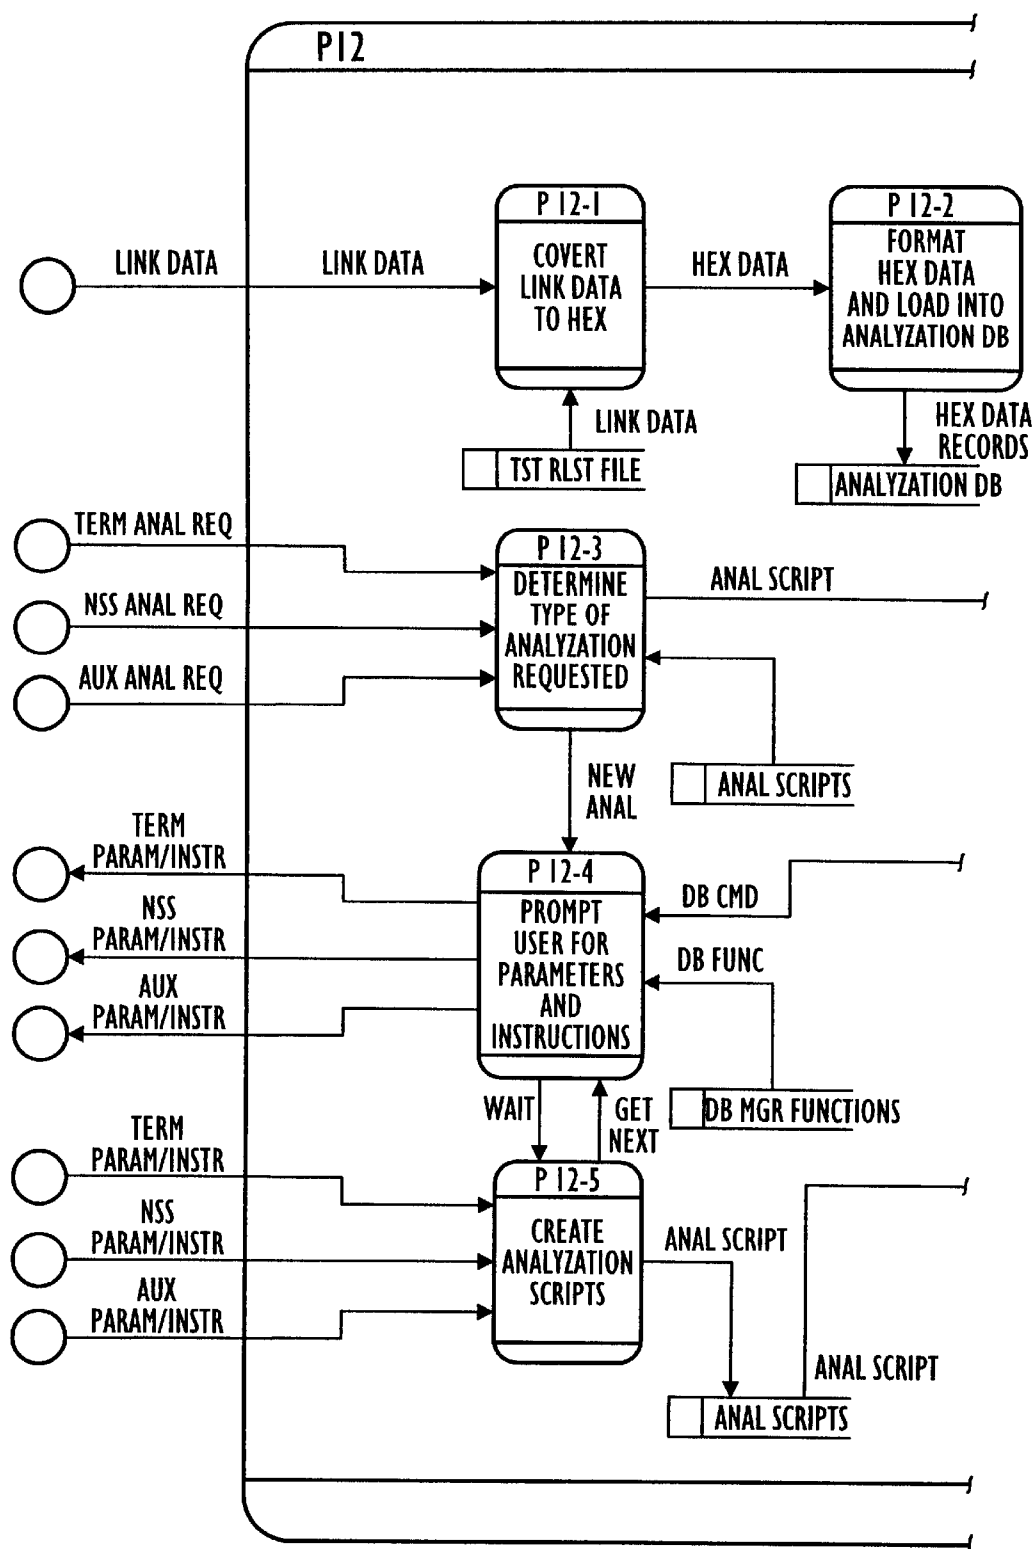 P12
P 12-1
COVERT
LINK DATA
TO HEX
P 12-2
FORMAT
HEX DATA
AND LOAD INTO
ANALYZATION DB
LINK DATA
LINK DATA
HEX DATA
LINK DATA
HEX DATA
RECORDS
TST RLST FILE
ANALYZATION DB
TERM ANAL REQ
NSS ANAL REQ
AUX ANAL REQ
P 12-3
DETERMINE
TYPE OF
ANALYZATION
REQUESTED
ANAL SCRIPT
NEW
ANAL
ANAL SCRIPTS
TERM
PARAM/INSTR
NSS
PARAM/INSTR
AUX
PARAM/INSTR
P 12-4
PROMPT
USER FOR
PARAMETERS
AND
INSTRUCTIONS
DB CMD
DB FUNC
DB MGR FUNCTIONS
WAIT
GET
NEXT
TERM
PARAM/INSTR
NSS
PARAM/INSTR
AUX
PARAM/INSTR
P 12-5
CREATE
ANALYZATION
SCRIPTS
ANAL SCRIPT
ANAL SCRIPT
ANAL SCRIPTS